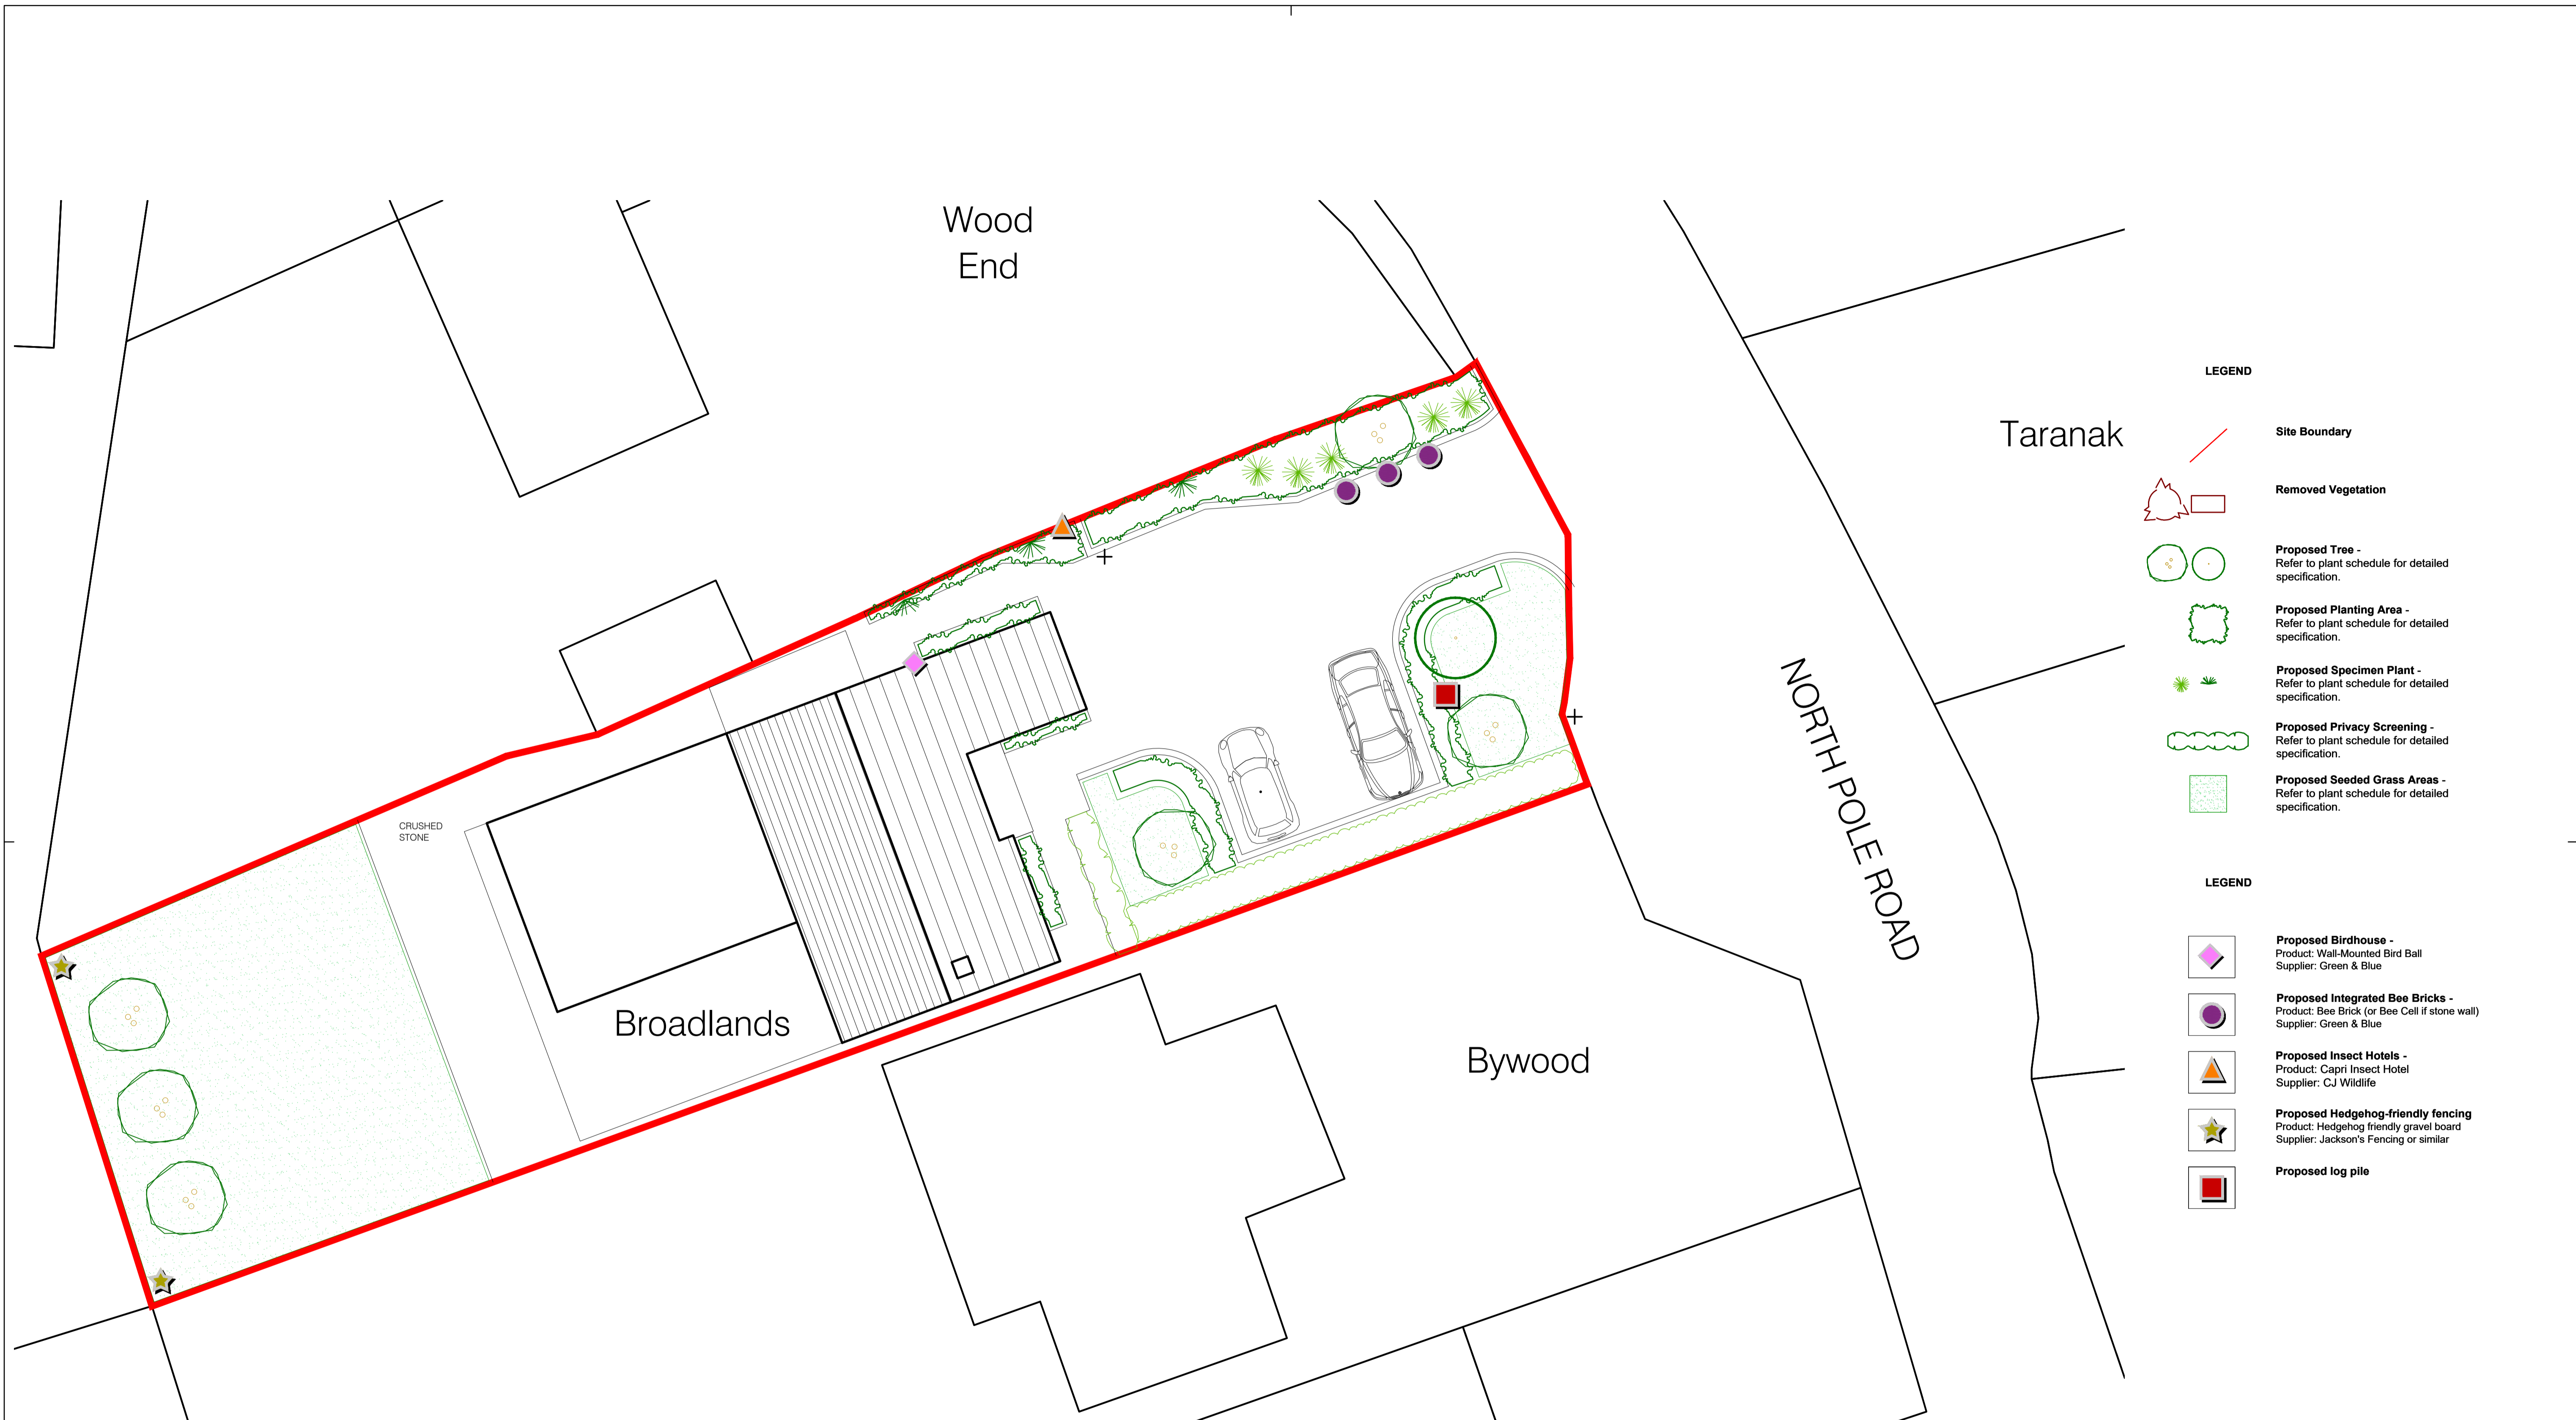 Wood
End
Taranak
NORTH POLE ROAD
CRUSHED
STONE
Broadlands
Bywood
LEGEND
Site Boundary
Removed Vegetation
Proposed Tree -
Refer to plant schedule for detailed
specification.
Proposed Planting Area -
Refer to plant schedule for detailed
specification.
Proposed Specimen Plant -
Refer to plant schedule for detailed
specification.
Proposed Privacy Screening -
Refer to plant schedule for detailed
specification.
Proposed Seeded Grass Areas -
Refer to plant schedule for detailed
specification.
LEGEND
Proposed Birdhouse -
Product: Wall-Mounted Bird Ball
Supplier: Green & Blue
Proposed Integrated Bee Bricks -
Product: Bee Brick (or Bee Cell if stone wall)
Supplier: Green & Blue
Proposed Insect Hotels -
Product: Capri Insect Hotel
Supplier: CJ Wildlife
Proposed Hedgehog-friendly fencing
Product: Hedgehog friendly gravel board
Supplier: Jackson's Fencing or similar
Proposed log pile